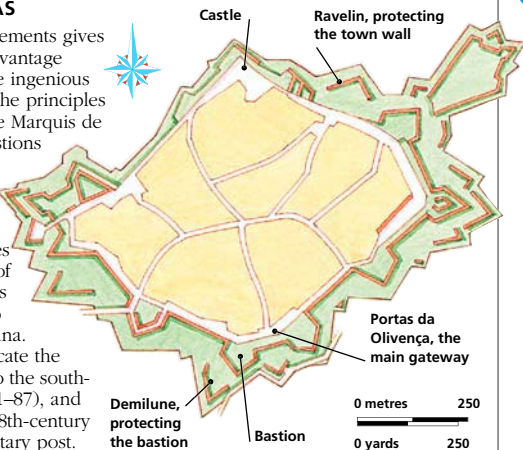 AS
ements gives
vantage
e ingenious
he principles
e Marquis de
stions
es
of
s
o
na.
cate the
o the south-
1–87), and
8th-century
tary post.
Castle
Ravelin, protecting
the town wall
Portas da
Olivença, the
main gateway
Demilune,
protecting
the bastion
Bastion
0 metres 250
0 yards 250